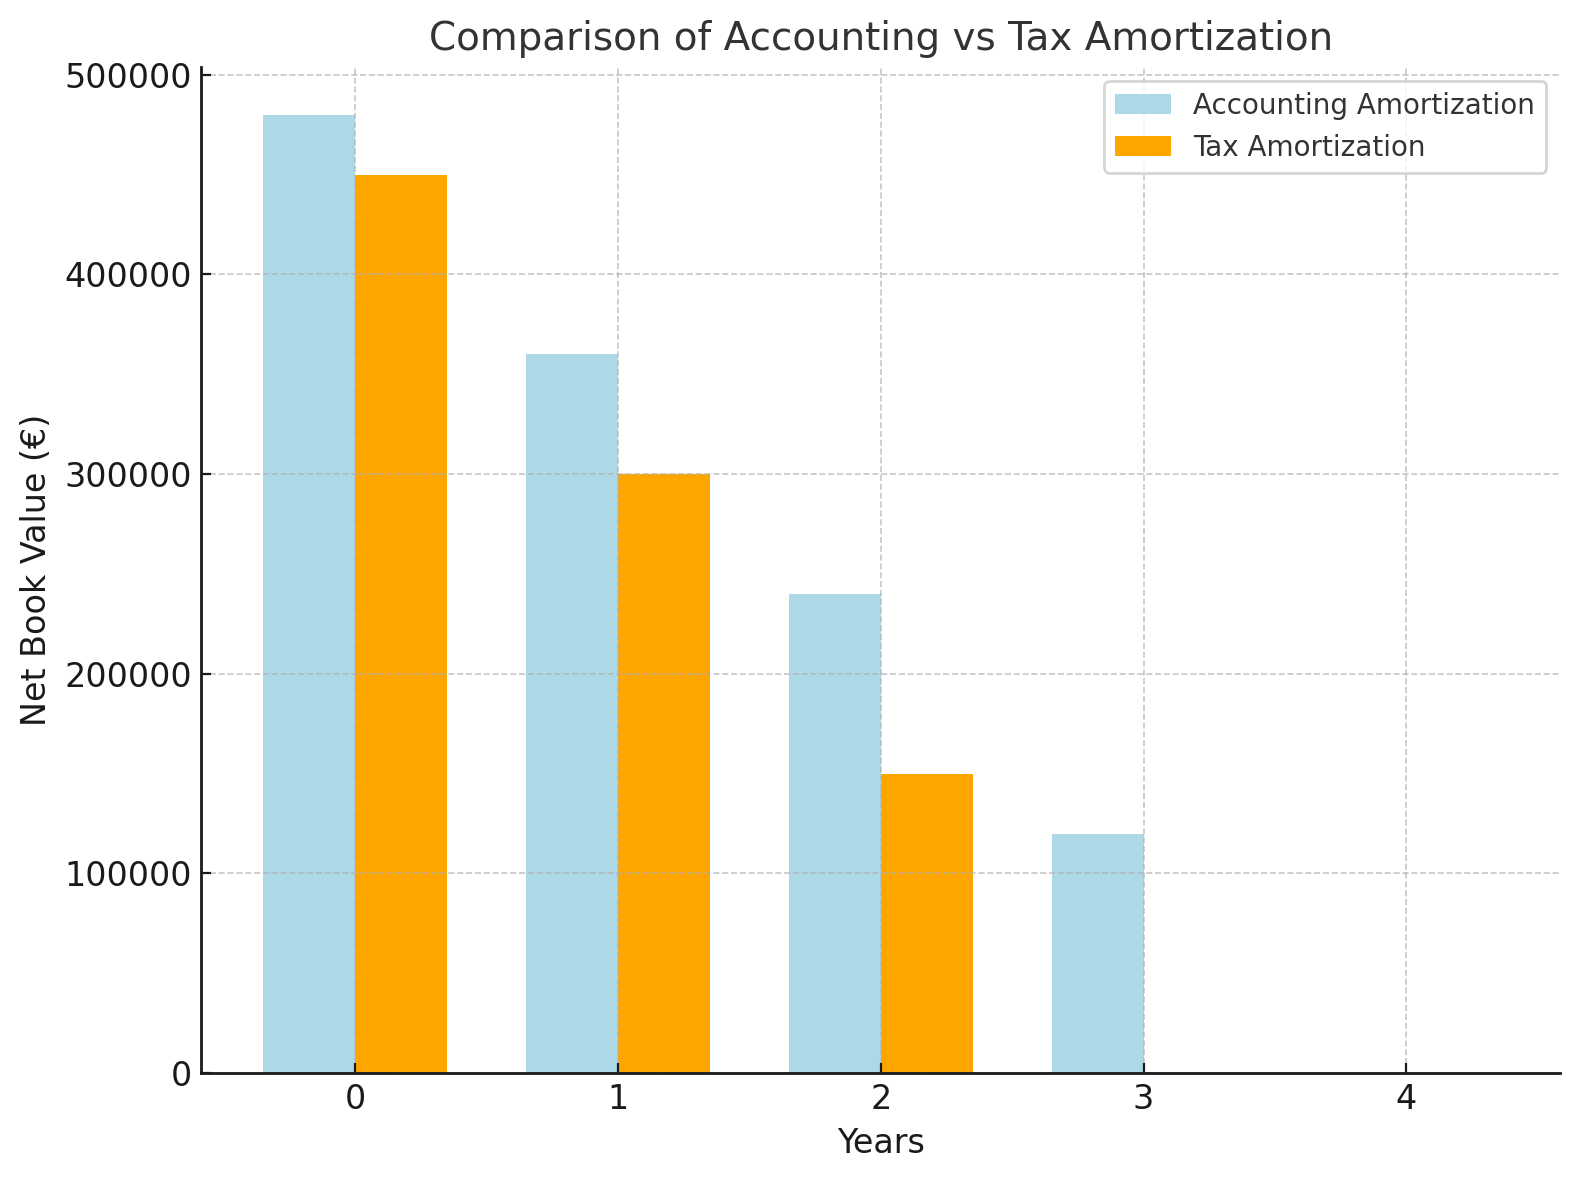 Comparison of Accounting vs Tax Amortization
Accounting Amortization
Tax Amortization
Net Book Value (€)
500000
400000
300000
200000
100000
0
0 1 2 3 4
Years